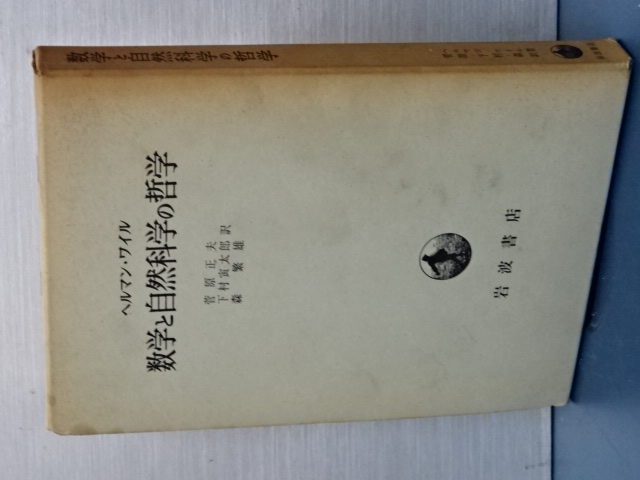 ヘルマン・ワイル
数学と自然科学の哲学
菅原正夫
下村寅太郎 訳
森繁雄
岩波書店
数学と自然科学の哲学